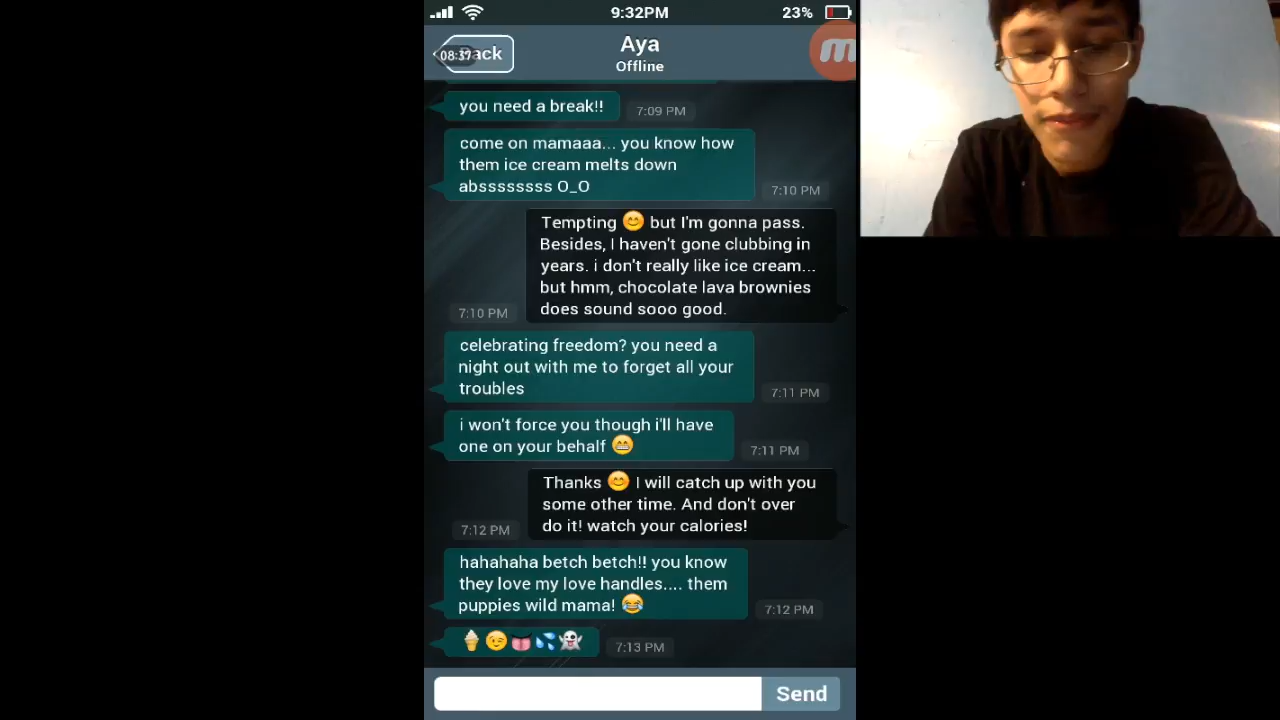 9:32PM
23%
08:37
Aya
Offline
you need a break!!
7:09 PM
come on mamaaa... you know how
them ice cream melts down
abssssssss O_O
7:10 PM
Tempting 😊 but I'm gonna pass.
Besides, I haven't gone clubbing in
years. i don't really like ice cream...
but hmm, chocolate lava brownies
does sound sooo good.
7:10 PM
celebrating freedom? you need a
night out with me to forget all your
troubles
7:11 PM
i won't force you though i'll have
one on your behalf 😁
7:11 PM
Thanks 😊 I will catch up with you
some other time. And don't over
do it! watch your calories!
7:12 PM
hahahaha betch betch!! you know
they love my love handles.... them
puppies wild mama! 😂
7:12 PM
🍦😉👅💦👻
7:13 PM
Send